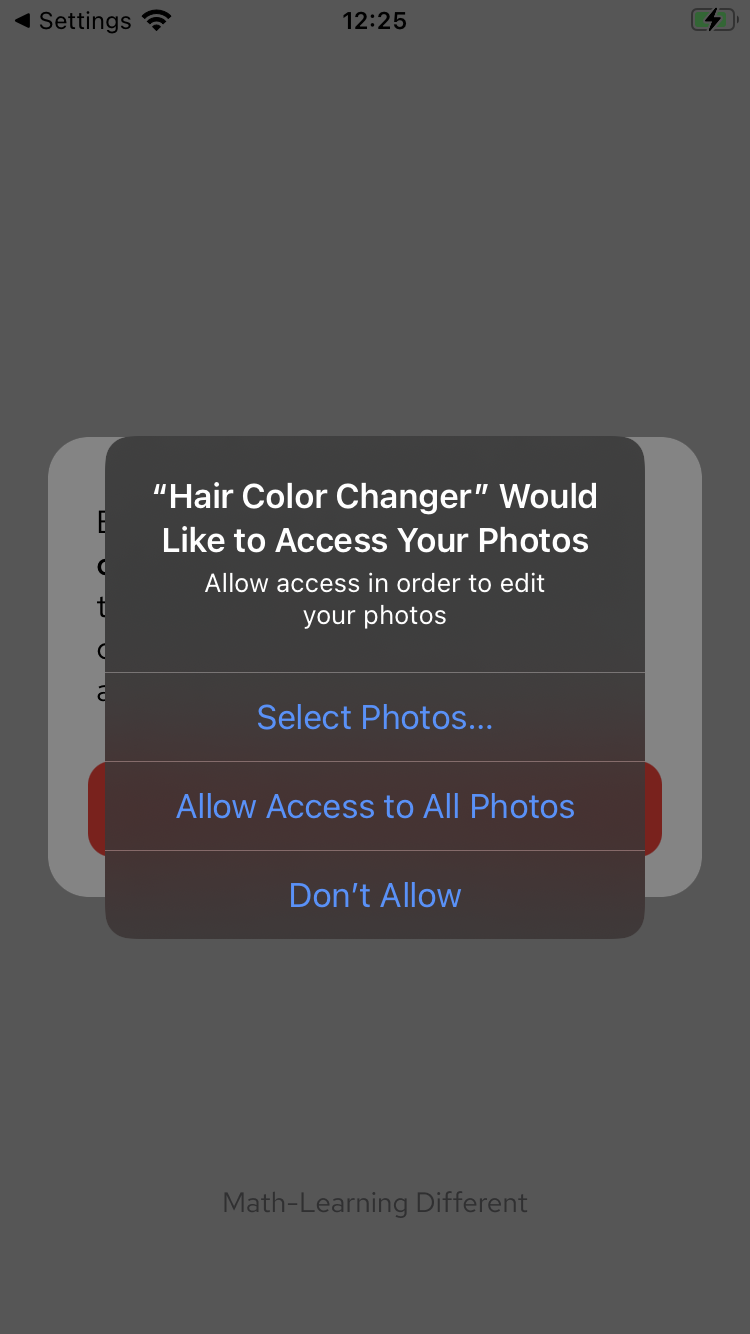 Settings
12:25
“Hair Color Changer” Would
Like to Access Your Photos
Allow access in order to edit
your photos
Select Photos...
Allow Access to All Photos
Don’t Allow
Math-Learning Different